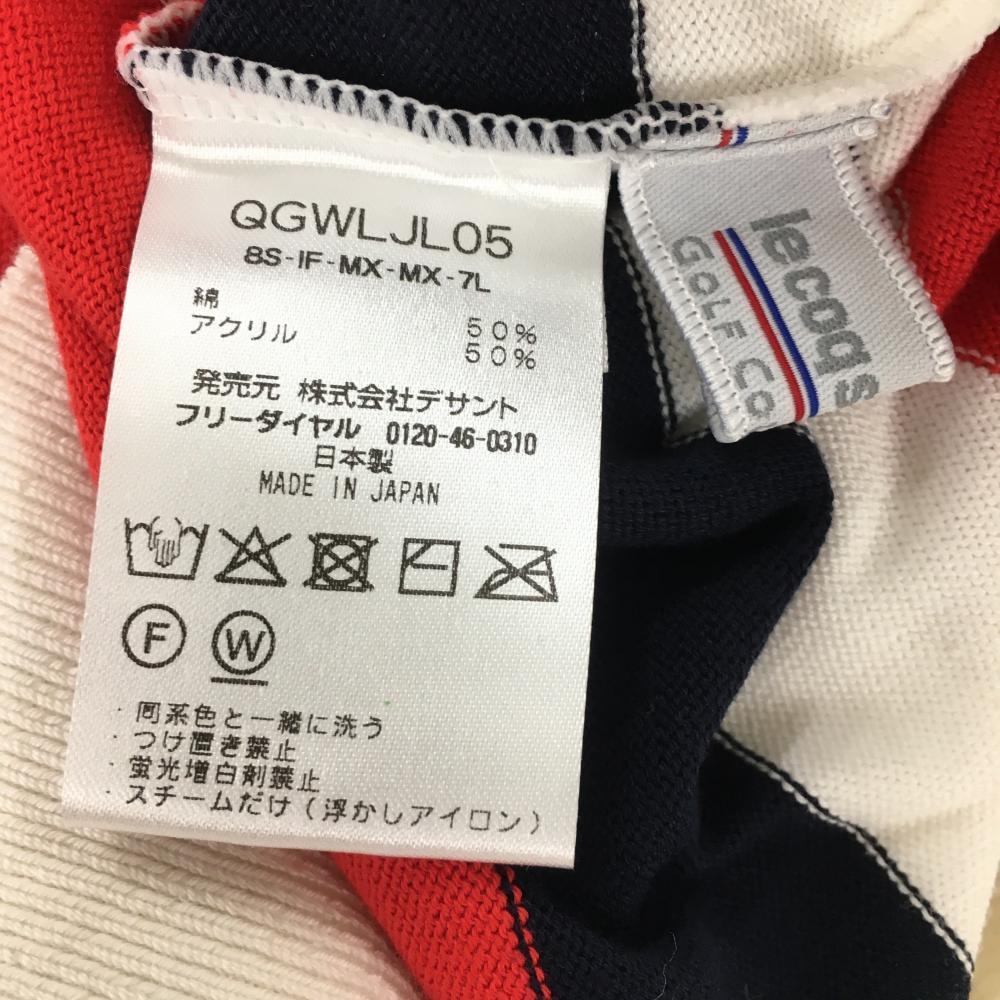 QGWLJL05
8S-IF-MX-MX-7L
綿 50%
アクリル 50%
発売元 株式会社デサント
フリーダイヤル 0120-46-0310
日本製
MADE IN JAPAN
F W
・同系色と一緒に洗う
・つけ置き禁止
・蛍光増白剤禁止
・スチームだけ(浮かしアイロン)
lecoq s
GOLF CO